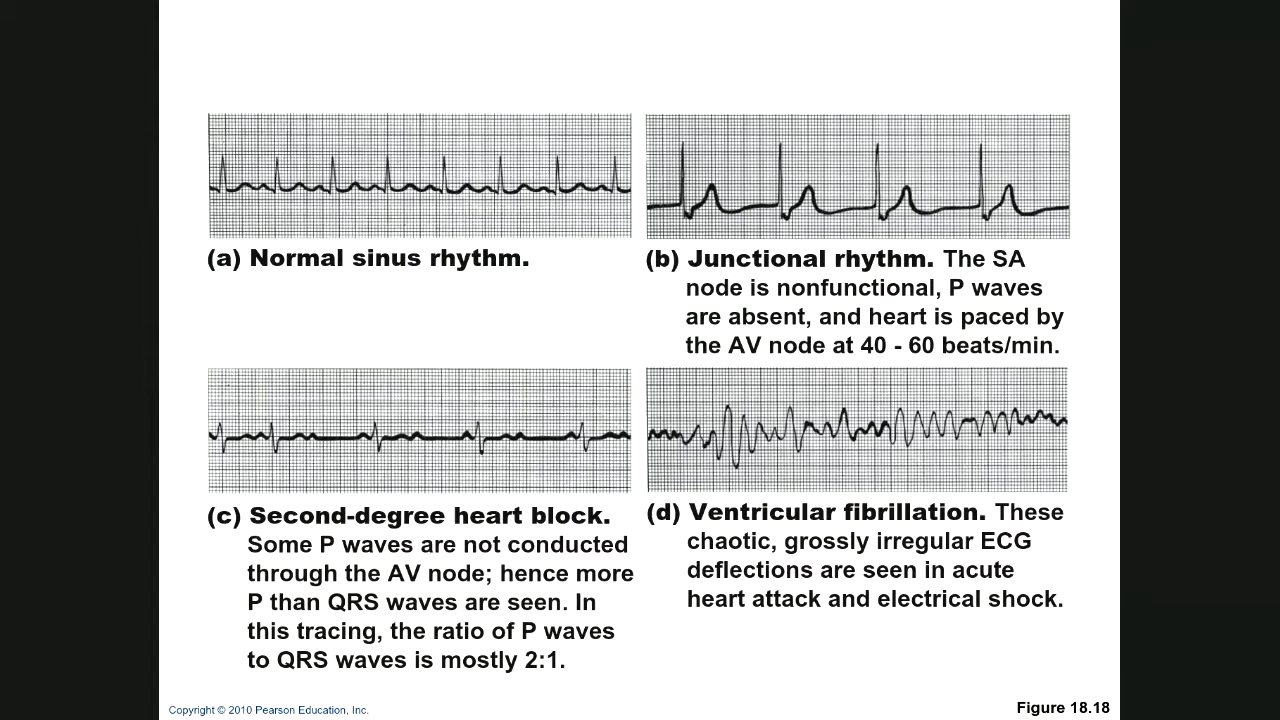 (a) Normal sinus rhythm.
(b) Junctional rhythm. The SA
node is nonfunctional, P waves
are absent, and heart is paced by
the AV node at 40 - 60 beats/min.
(c) Second-degree heart block.
Some P waves are not conducted
through the AV node; hence more
P than QRS waves are seen. In
this tracing, the ratio of P waves
to QRS waves is mostly 2:1.
(d) Ventricular fibrillation. These
chaotic, grossly irregular ECG
deflections are seen in acute
heart attack and electrical shock.
Copyright © 2010 Pearson Education, Inc.
Figure 18.18